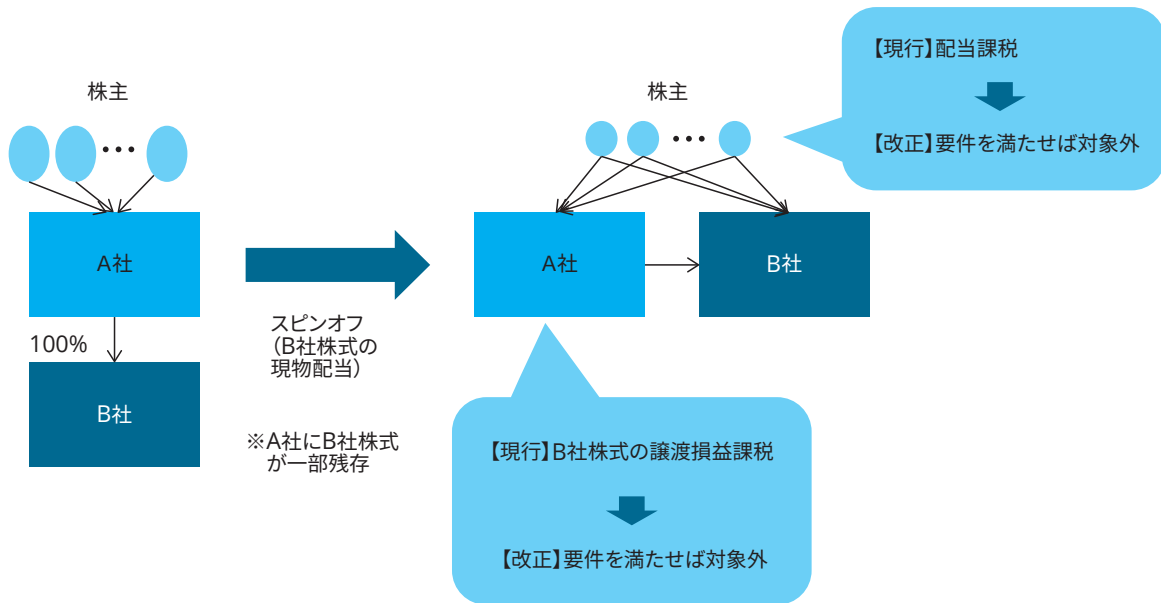 株主
A社
100%
B社
スピンオフ
（B社株式の
現物配当）
※A社にB社株式
が一部残存
株主
A社
B社
【現行】配当課税
【改正】要件を満たせば対象外
【現行】B社株式の譲渡損益課税
【改正】要件を満たせば対象外